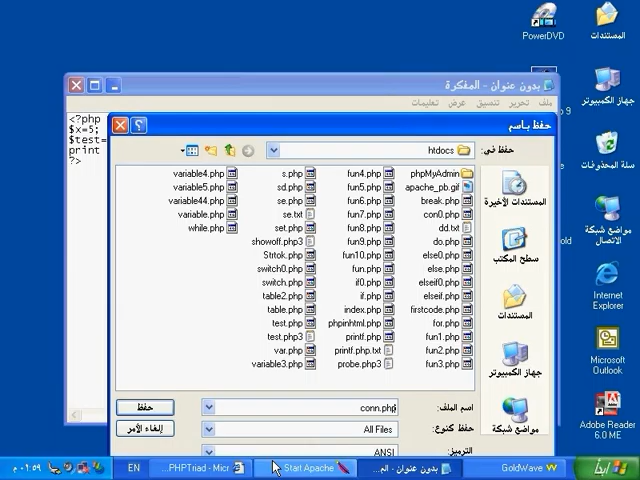 PowerDVD
المستندات
جهاز الكمبيوتر
سلة المحذوفات
مواضع شبكة
الاتصال
Internet
Explorer
Microsoft
Outlook
Adobe Reader
6.0 ME
بدون عنوان - المفكرة
ملف تحرير تنسيق عرض تعليمات
<?php
$x=5;
$test=
print
?>
حفظ باسم
حفظ في:
htdocs
phpMyAdmin
apache_pb.gif
break.php
con0.php
dd.txt
do.php
else0.php
else.php
elseif0.php
elseif.php
firstcode.php
for.php
fun1.php
fun2.php
fun3.php
fun4.php
fun5.php
fun6.php
fun7.php
fun8.php
fun9.php
fun10.php
fun.php
if0.php
if.php
index.php
phpinhtml.php
printf.php
printf.php.txt
probe.php3
s.php
sd.php
se.php
se.txt
set.php
showoff.php3
Strtok.php
switch0.php
switch.php
table2.php
table.php
test.php
test.php3
var.php
variable3.php
variable4.php
variable5.php
variable44.php
variable.php
while.php
المستندات الأخيرة
سطح المكتب
المستندات
جهاز الكمبيوتر
مواضع شبكة
اسم الملف:
conn.php
حفظ
حفظ كنوع:
All Files
إلغاء الأمر
الترميز:
ANSI
ابدأ
GoldWave
بدون عنوان - الم...
Start Apache
PHPTriad - Micr...
EN
٠١:٥٩ م